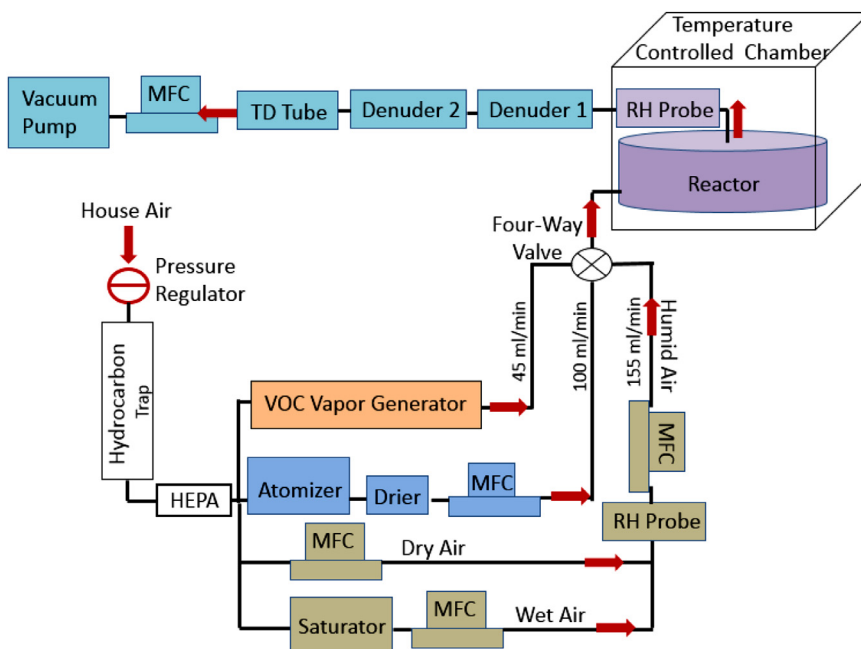 Temperature
Controlled Chamber
Vacuum
Pump
MFC
TD Tube
Denuder 2
Denuder 1
RH Probe
Reactor
House Air
Four-Way
Valve
Pressure
Regulator
Hydrocarbon
Trap
45 ml/min
100 ml/min
155 ml/min
Humid Air
VOC Vapor Generator
MFC
HEPA
Atomizer
Drier
MFC
RH Probe
MFC
Dry Air
Saturator
MFC
Wet Air